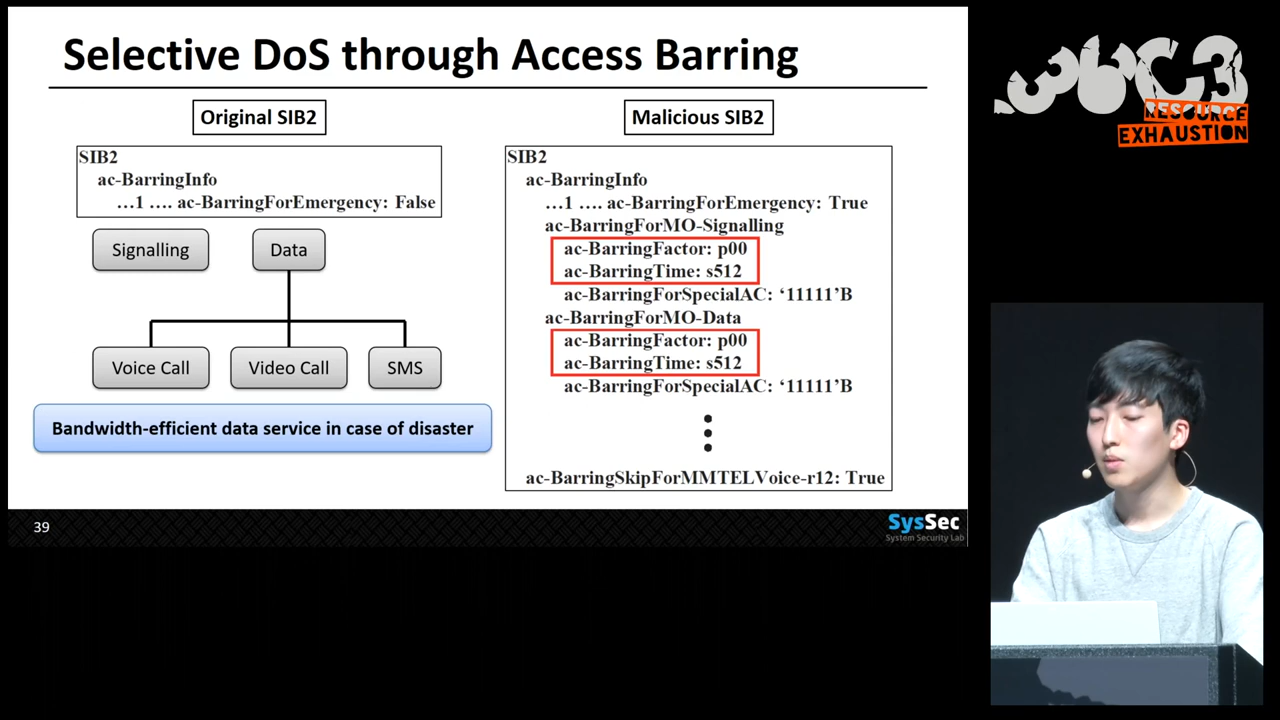 Selective DoS through Access Barring
Original SIB2
SIB2
ac-BarringInfo
…1 …. ac-BarringForEmergency: False
Signalling
Data
Voice Call
Video Call
SMS
Bandwidth-efficient data service in case of disaster
Malicious SIB2
SIB2
ac-BarringInfo
…1 …. ac-BarringForEmergency: True
ac-BarringForMO-Signalling
ac-BarringFactor: p00
ac-BarringTime: s512
ac-BarringForSpecialAC: ‘11111’B
ac-BarringForMO-Data
ac-BarringFactor: p00
ac-BarringTime: s512
ac-BarringForSpecialAC: ‘11111’B
ac-BarringSkipForMMTELVoice-r12: True
39
SysSec
System Security Lab
36C3
RESOURCE
EXHAUSTION